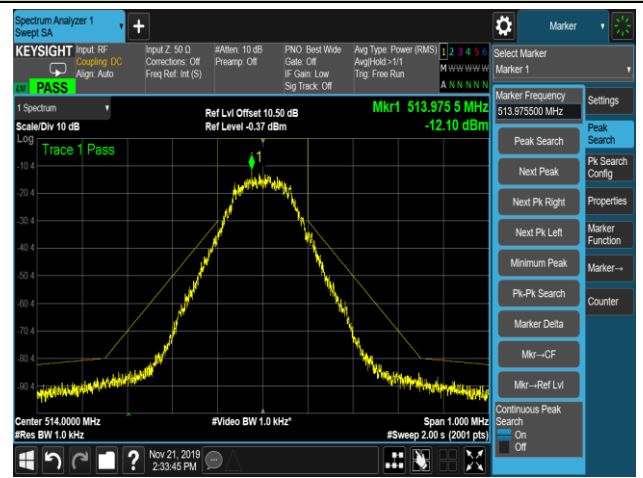 Spectrum Analyzer 1
Swept SA
+
Marker
KEYSIGHT
Input: RF
Coupling: DC
Align: Auto
Input Z: 50 Ω
Corrections: Off
Freq Ref: Int (S)
#Atten: 10 dB
Preamp: Off
PNO: Best Wide
Gate: Off
IF Gain: Low
Sig Track: Off
Avg Type: Power (RMS)
Avg|Hold:>1/1
Trig: Free Run
1 2 3 4 5 6
M W W W W W
A N N N N N
LXI PASS
Select Marker
Marker 1
1 Spectrum
Scale/Div 10 dB
Log
Ref Lvl Offset 10.50 dB
Ref Level -0.37 dBm
Mkr1 513.975 5 MHz
-12.10 dBm
Trace 1 Pass
1
-10.4
-20.4
-30.4
-40.4
-50.4
-60.4
-70.4
-80.4
-90.4
Center 514.0000 MHz
#Res BW 1.0 kHz
#Video BW 1.0 kHz*
Span 1.000 MHz
#Sweep 2.00 s (2001 pts)
Marker Frequency
513.975500 MHz
Peak Search
Next Peak
Next Pk Right
Next Pk Left
Minimum Peak
Pk-Pk Search
Marker Delta
Mkr→CF
Mkr→Ref Lvl
Continuous Peak
Search
On
Off
Settings
Peak
Search
Pk Search
Config
Properties
Marker
Function
Marker→
Counter
?
Nov 21, 2019
2:33:45 PM